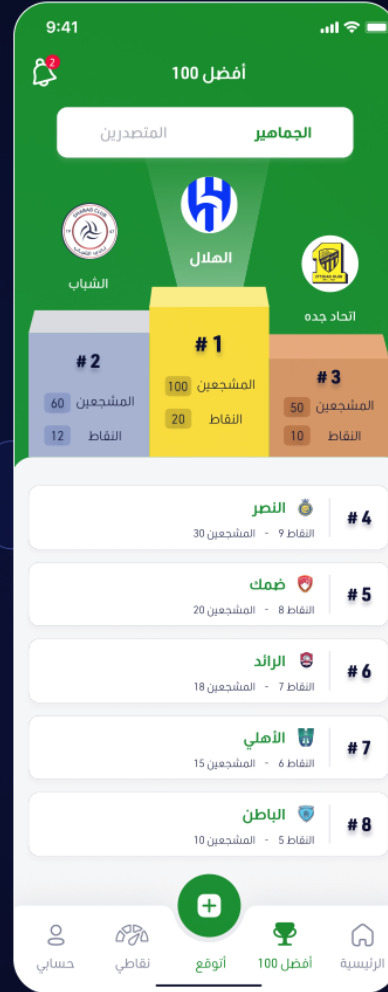 9:41
2
أفضل 100
الجماهير
المتصدرين
الهلال
الشباب
اتحاد جده
# 1
المشجعين 100
النقاط 20
# 2
المشجعين 60
النقاط 12
# 3
المشجعين 50
النقاط 10
# 4
النصر
النقاط 9 - المشجعين 30
# 5
ضمك
النقاط 8 - المشجعين 20
# 6
الرائد
النقاط 7 - المشجعين 18
# 7
الأهلي
النقاط 6 - المشجعين 15
# 8
الباطن
النقاط 5 - المشجعين 10
الرئيسية
أفضل 100
أتوقع
نقاطي
حسابي